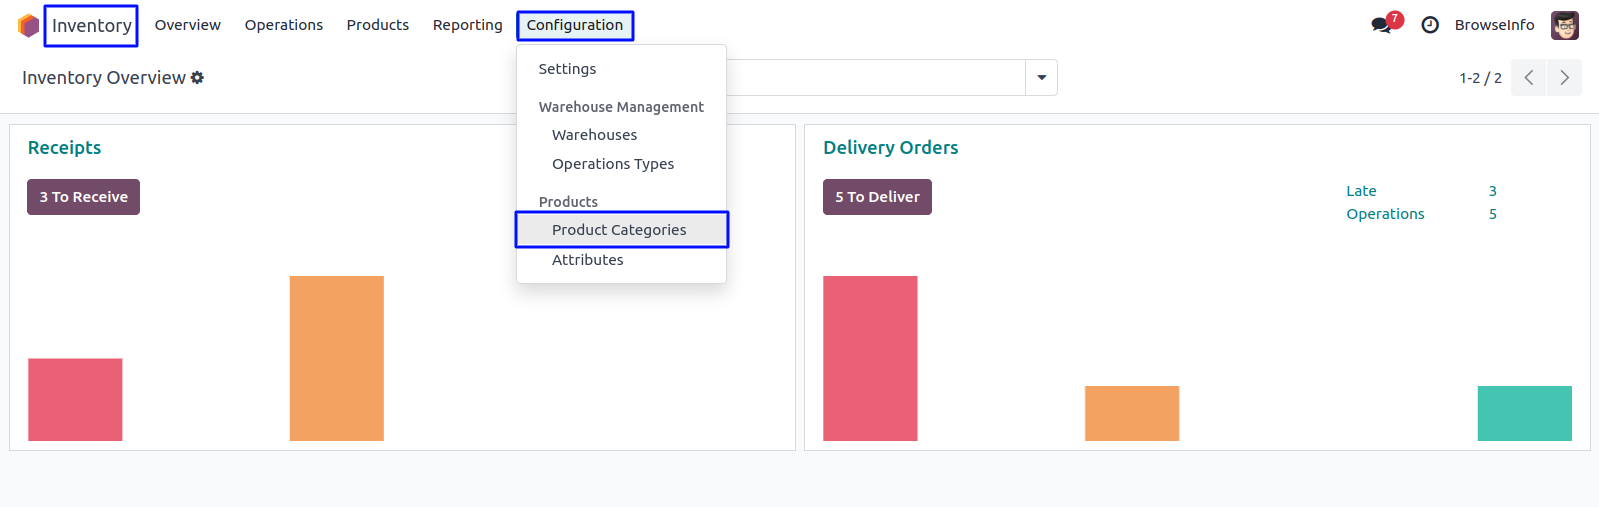 Inventory Overview Operations Products Reporting Configuration 7 BrowseInfo
Inventory Overview 1-2 / 2
Settings
Warehouse Management
Warehouses
Operations Types
Products
Product Categories
Attributes
Receipts
3 To Receive
Delivery Orders
5 To Deliver
Late 3
Operations 5